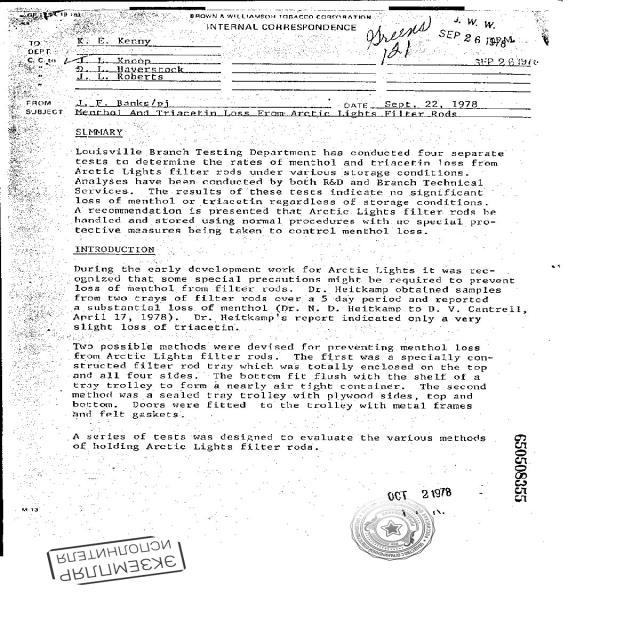 BROWN & WILLIAMSON TOBACCO CORPORATION
INTERNAL CORRESPONDENCE
Greens
121
J. W. W.
SEP 26 1978
SEP 26 1978
TO K. E. Kenny
DEPT.
C.C. to J. L. Knopp
" D. L. Haverstock
" J. L. Roberts
FROM J. F. Banks/pj DATE Sept. 22, 1978
SUBJECT Menthol And Triacetin Loss From Arctic Lights Filter Rods
SUMMARY
Louisville Branch Testing Department has conducted four separate
tests to determine the rates of menthol and triacetin loss from
Arctic Lights filter rods under various storage conditions.
Analyses have been conducted by both R&D and Branch Technical
Services. The results of these tests indicate no significant
loss of menthol or triacetin regardless of storage conditions.
A recommendation is presented that Arctic Lights filter rods be
handled and stored using normal procedures with no special pro-
tective measures being taken to control menthol loss.
INTRODUCTION
During the early development work for Arctic Lights it was rec-
ognized that some special precautions might be required to prevent
loss of menthol from filter rods. Dr. Heitkamp obtained samples
from two trays of filter rods over a 5 day period and reported
a substantial loss of menthol (Dr. N. D. Heitkamp to D. V. Cantrell,
April 17, 1978). Dr. Heitkamp's report indicated only a very
slight loss of triacetin.
Two possible methods were devised for preventing menthol loss
from Arctic Lights filter rods. The first was a specially con-
structed filter rod tray which was totally enclosed on the top
and all four sides. The bottom fit flush with the shelf of a
tray trolley to form a nearly air tight container. The second
method was a sealed tray trolley with plywood sides, top and
bottom. Doors were fitted to the trolley with metal frames
and felt gaskets.
A series of tests was designed to evaluate the various methods
of holding Arctic Lights filter rods.
650508355
OCT 2 1978
M 13
ЭКЗЕМПЛЯР
ИСПОЛНИТЕЛЯ